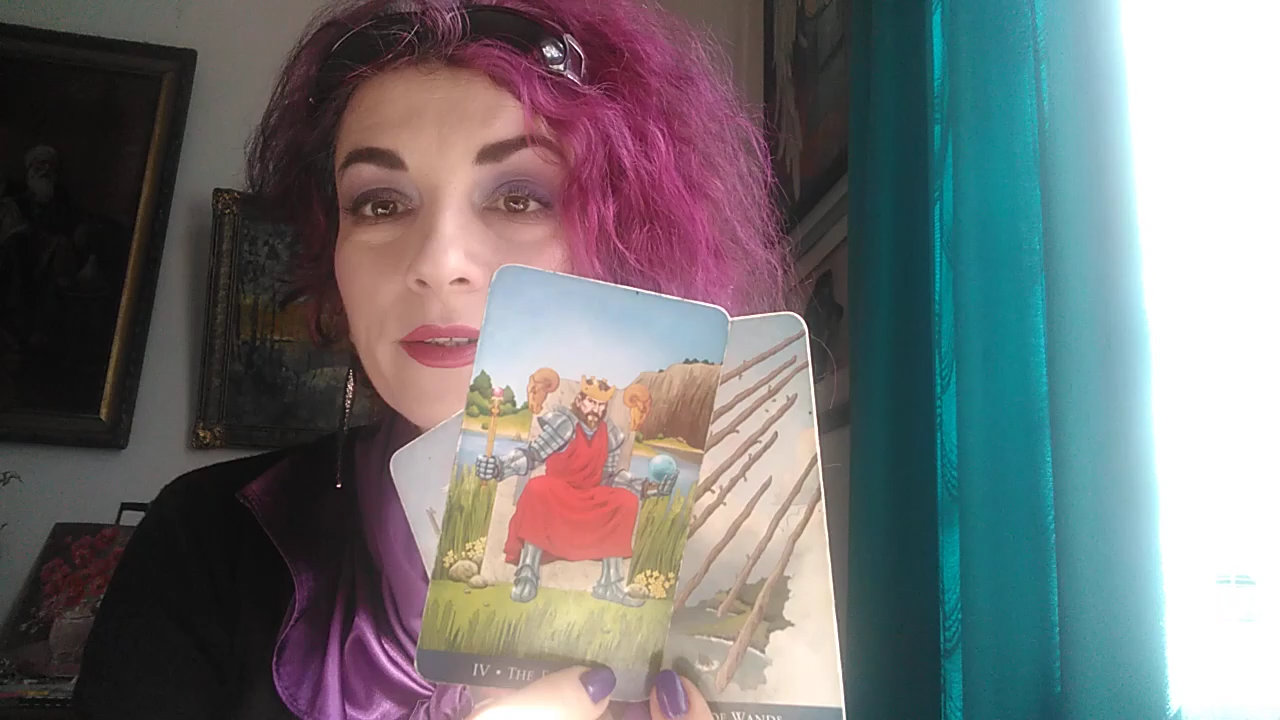 IV • THE
OF WANDS